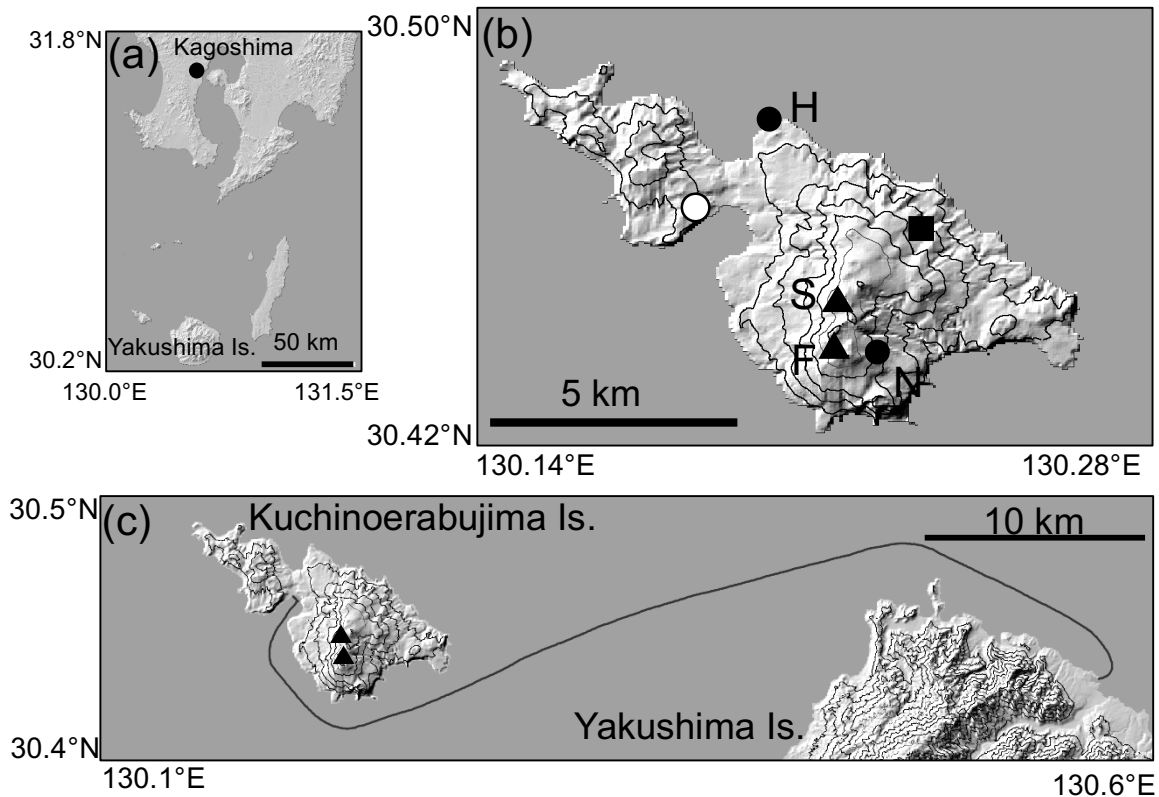 31.8°N
(a)
Kagoshima
Yakushima Is.
50 km
30.2°N
130.0°E
131.5°E
30.50°N
(b)
H
S
F
N
5 km
30.42°N
130.14°E
130.28°E
30.5°N
(c)
Kuchinoerabujima Is.
10 km
Yakushima Is.
30.4°N
130.1°E
130.6°E